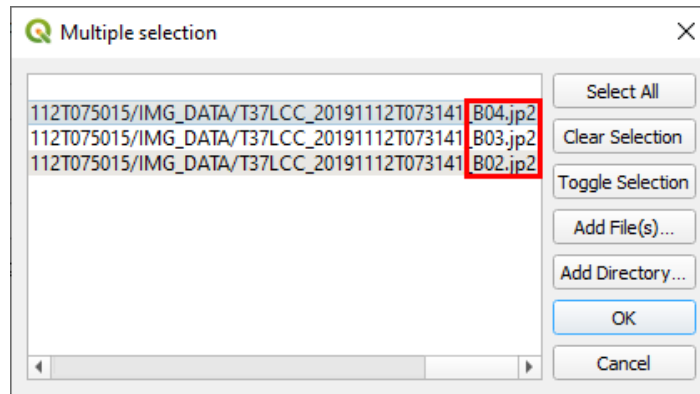 Multiple selection
112T075015/IMG_DATA/T37LCC_20191112T073141_B04.jp2
112T075015/IMG_DATA/T37LCC_20191112T073141_B03.jp2
112T075015/IMG_DATA/T37LCC_20191112T073141_B02.jp2
Select All
Clear Selection
Toggle Selection
Add File(s)...
Add Directory...
OK
Cancel